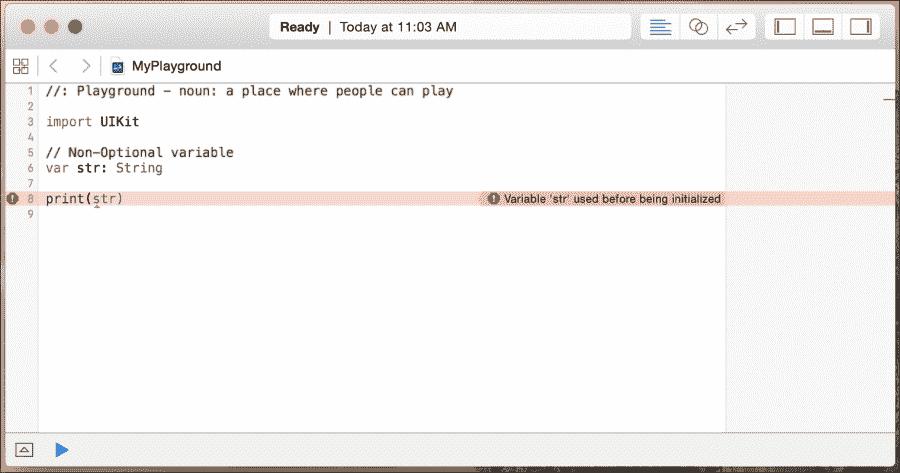 Ready | Today at 11:03 AM
MyPlayground
1 //: Playground - noun: a place where people can play
2
3 import UIKit
4
5 // Non-Optional variable
6 var str: String
7
8 print(str) Variable 'str' used before being initialized
9